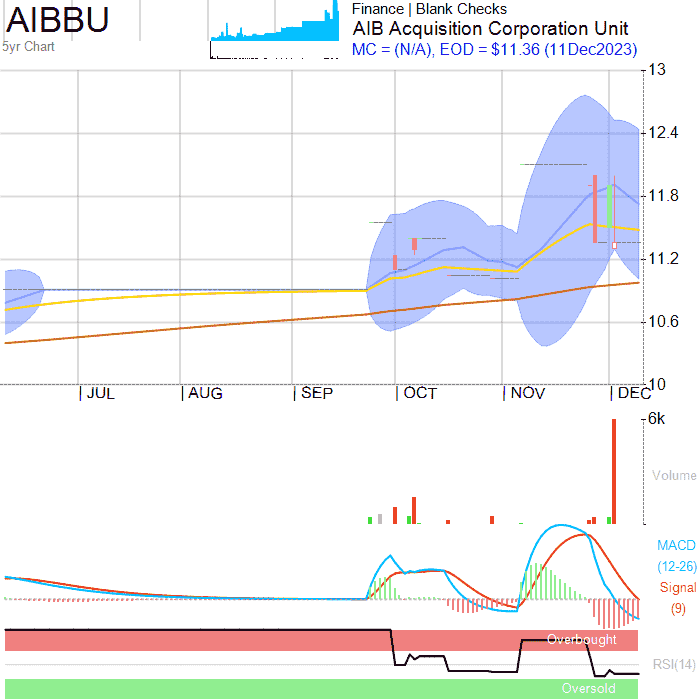 AIBBU
5yr Chart
Finance | Blank Checks
AIB Acquisition Corporation Unit
MC = (N/A), EOD = $11.36 (11Dec2023)
13
12.4
11.8
11.2
10.6
10
JUL AUG SEP OCT NOV DEC
6k
Volume
MACD
(12-26)
Signal
(9)
Overbought
RSI(14)
Oversold